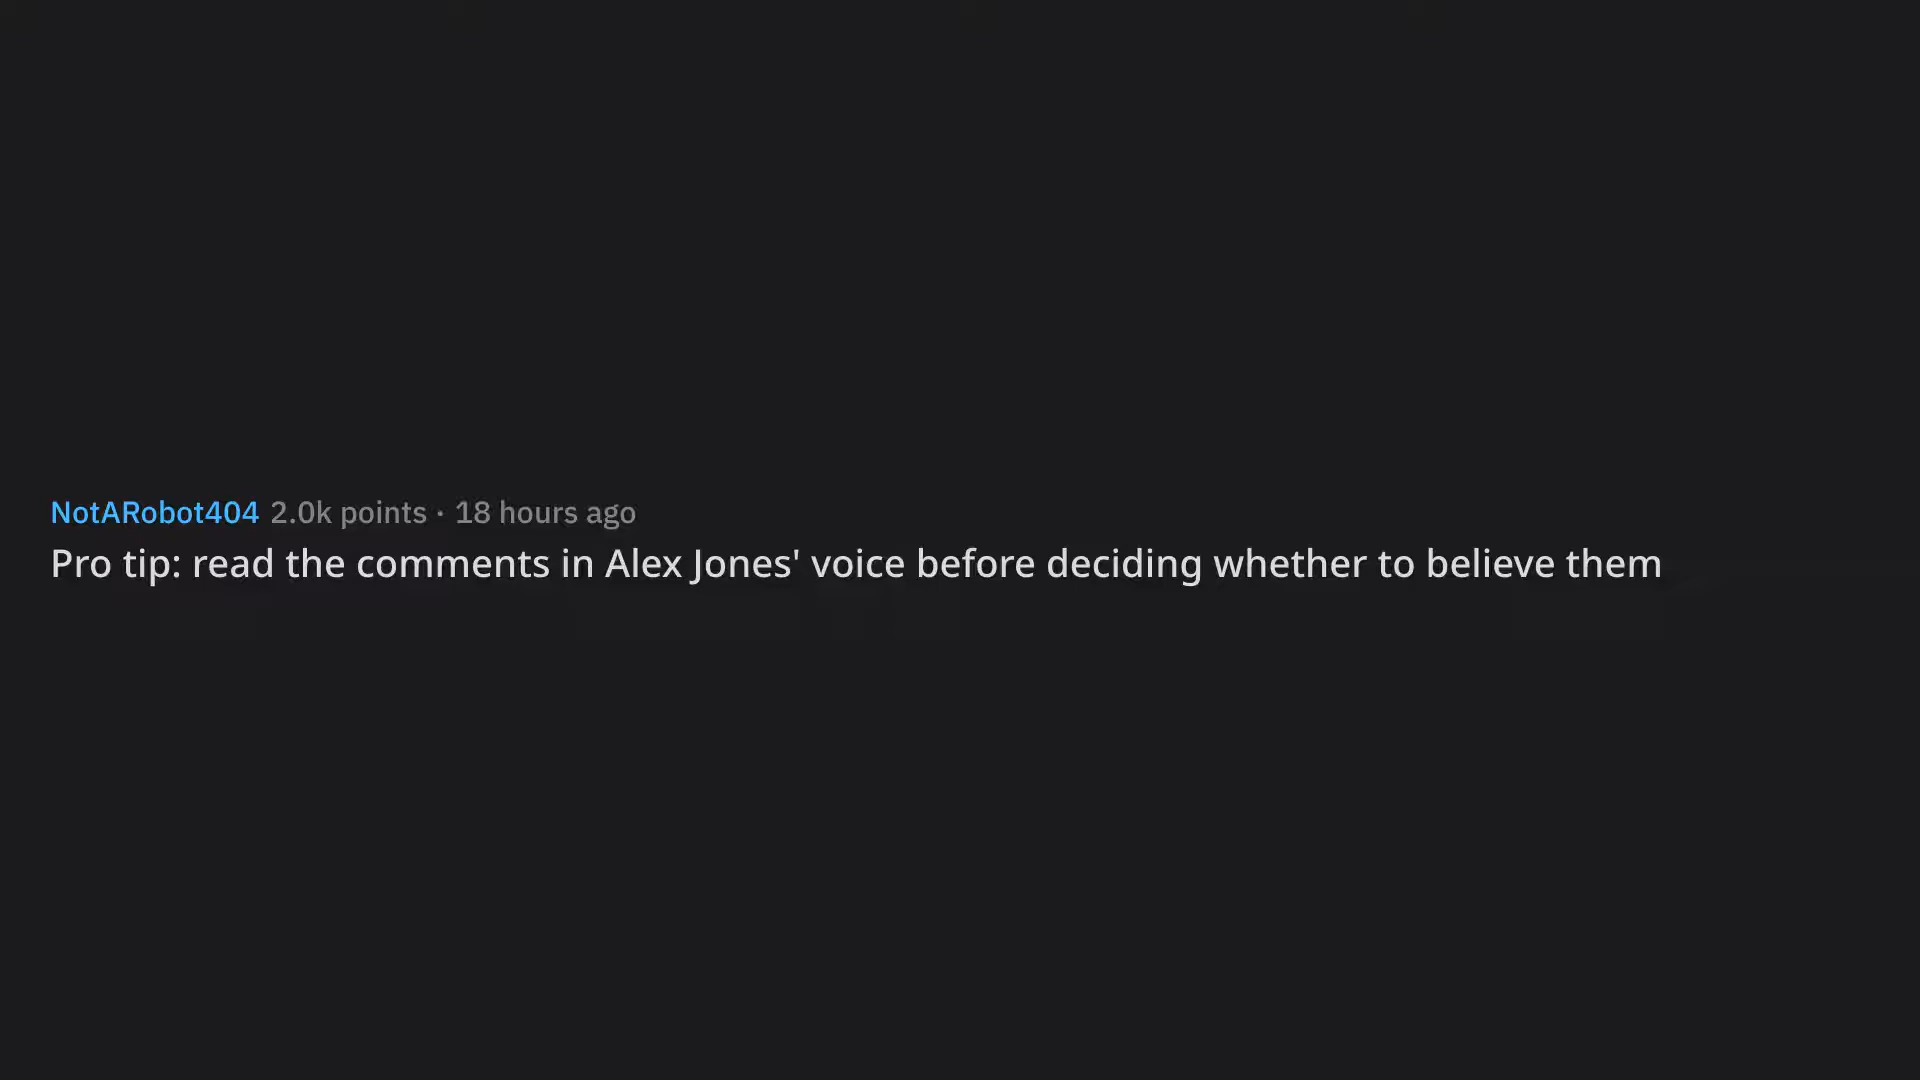 NotARobot404 2.0k points · 18 hours ago
Pro tip: read the comments in Alex Jones' voice before deciding whether to believe them